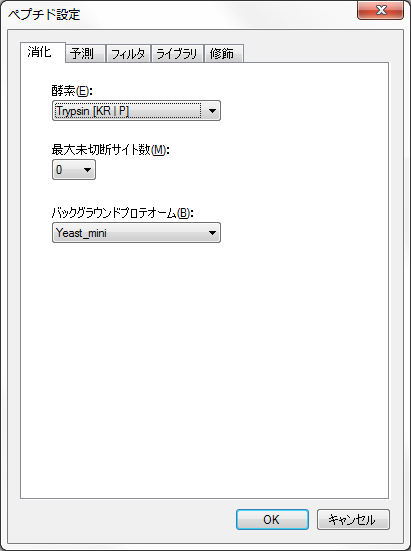 ペプチド設定
消化 予測 フィルタ ライブラリ 修飾
酵素(E):
Trypsin [KR | P]
最大未切断サイト数(M):
0
バックグラウンドプロテオーム(B):
Yeast_mini
OK キャンセル